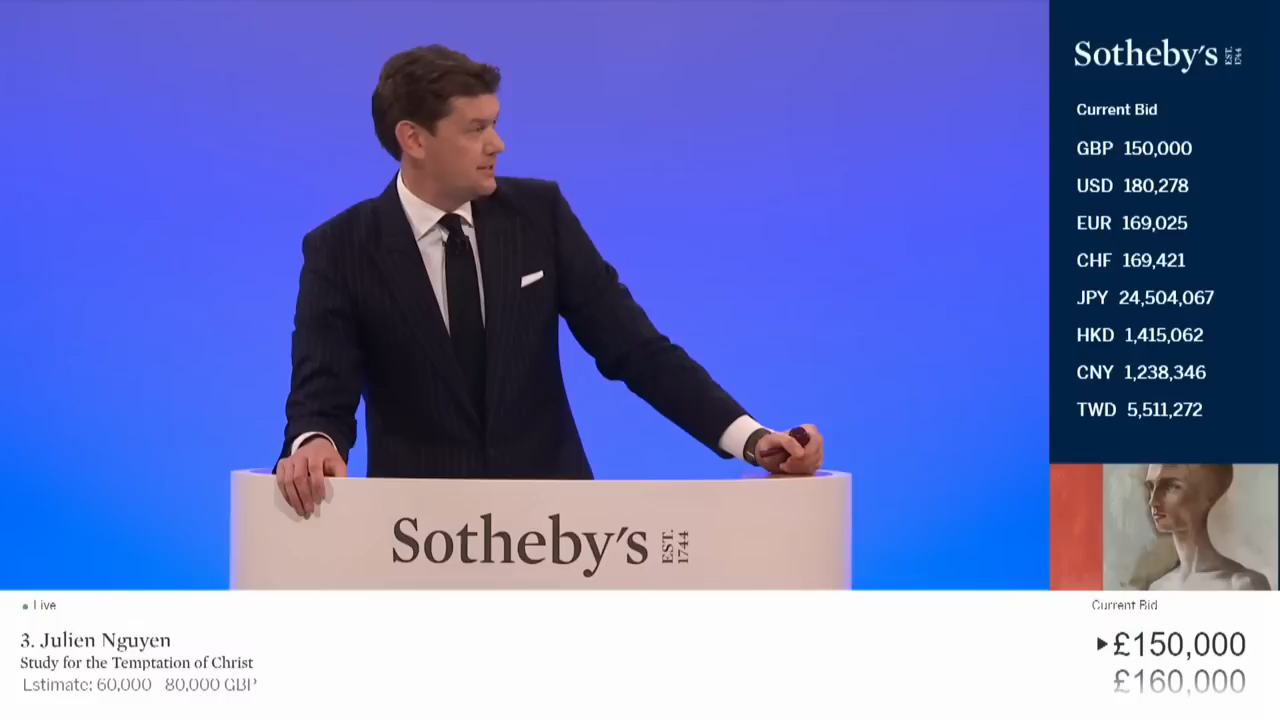 Sotheby's EST. 1744
Current Bid
GBP 150,000
USD 180,278
EUR 169,025
CHF 169,421
JPY 24,504,067
HKD 1,415,062
CNY 1,238,346
TWD 5,511,272
Sotheby's EST. 1744
Live
3. Julien Nguyen
Study for the Temptation of Christ
Estimate: 60,000 80,000 GBP
Current Bid
£150,000
£160,000